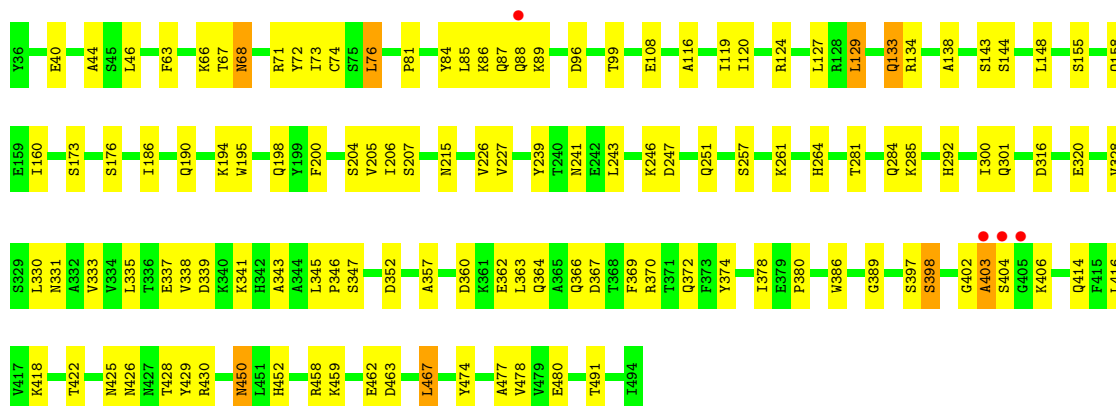 Y36 E40 A44 S45 L46 F63 K66 T67 N68 R71 Y72 I73 C74 S75 L76 P81 Y84 L85 K86 Q87 Q88 K89 D96 T99 E108 A116 I119 I120 R124 L127 R128 L129 Q133 R134 A138 S143 S144 L148 S155 Q158
E159 I160 S173 S176 I186 Q190 K194 W195 Q198 Y199 F200 S204 V205 I206 S207 N215 V226 V227 Y239 T240 N241 E242 L243 K246 D247 Q251 S257 K261 H264 T281 Q284 K285 H292 I300 Q301 D316 E320 V328
S329 L330 N331 A332 V333 V334 L335 T336 E337 V338 D339 K340 K341 H342 A343 A344 L345 P346 S347 D352 A357 D360 K361 E362 L363 Q364 A365 Q366 D367 T368 F369 R370 T371 Q372 F373 Y374 I378 E379 P380 W386 G389 S397 S398 G402 A403 S404 G405 K406 Q414 F415 L416
V417 K418 T422 N425 N426 N427 T428 Y429 R430 N450 L451 H452 R458 K459 E462 D463 L467 Y474 A477 V478 V479 E480 T491 I494